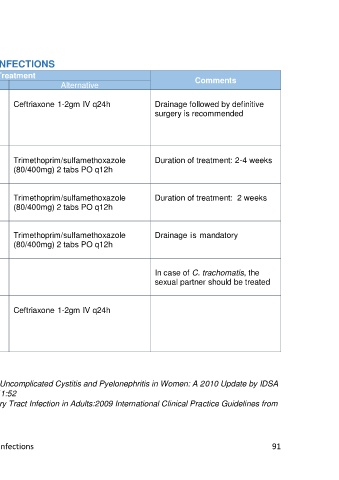 NFECTIONS
Treatment
Alternative
Comments
Ceftriaxone 1-2gm IV q24h
Drainage followed by definitive
surgery is recommended
Trimethoprim/sulfamethoxazole
(80/400mg) 2 tabs PO q12h
Duration of treatment: 2-4 weeks
Trimethoprim/sulfamethoxazole
(80/400mg) 2 tabs PO q12h
Duration of treatment:  2 weeks
Trimethoprim/sulfamethoxazole
(80/400mg) 2 tabs PO q12h
Drainage is mandatory
In case of C. trachomatis, the
sexual partner should be treated
Ceftriaxone 1-2gm IV q24h
Uncomplicated Cystitis and Pyelonephritis in Women: A 2010 Update by IDSA
1:52
ry Tract Infection in Adults:2009 International Clinical Practice Guidelines from
nfections
91